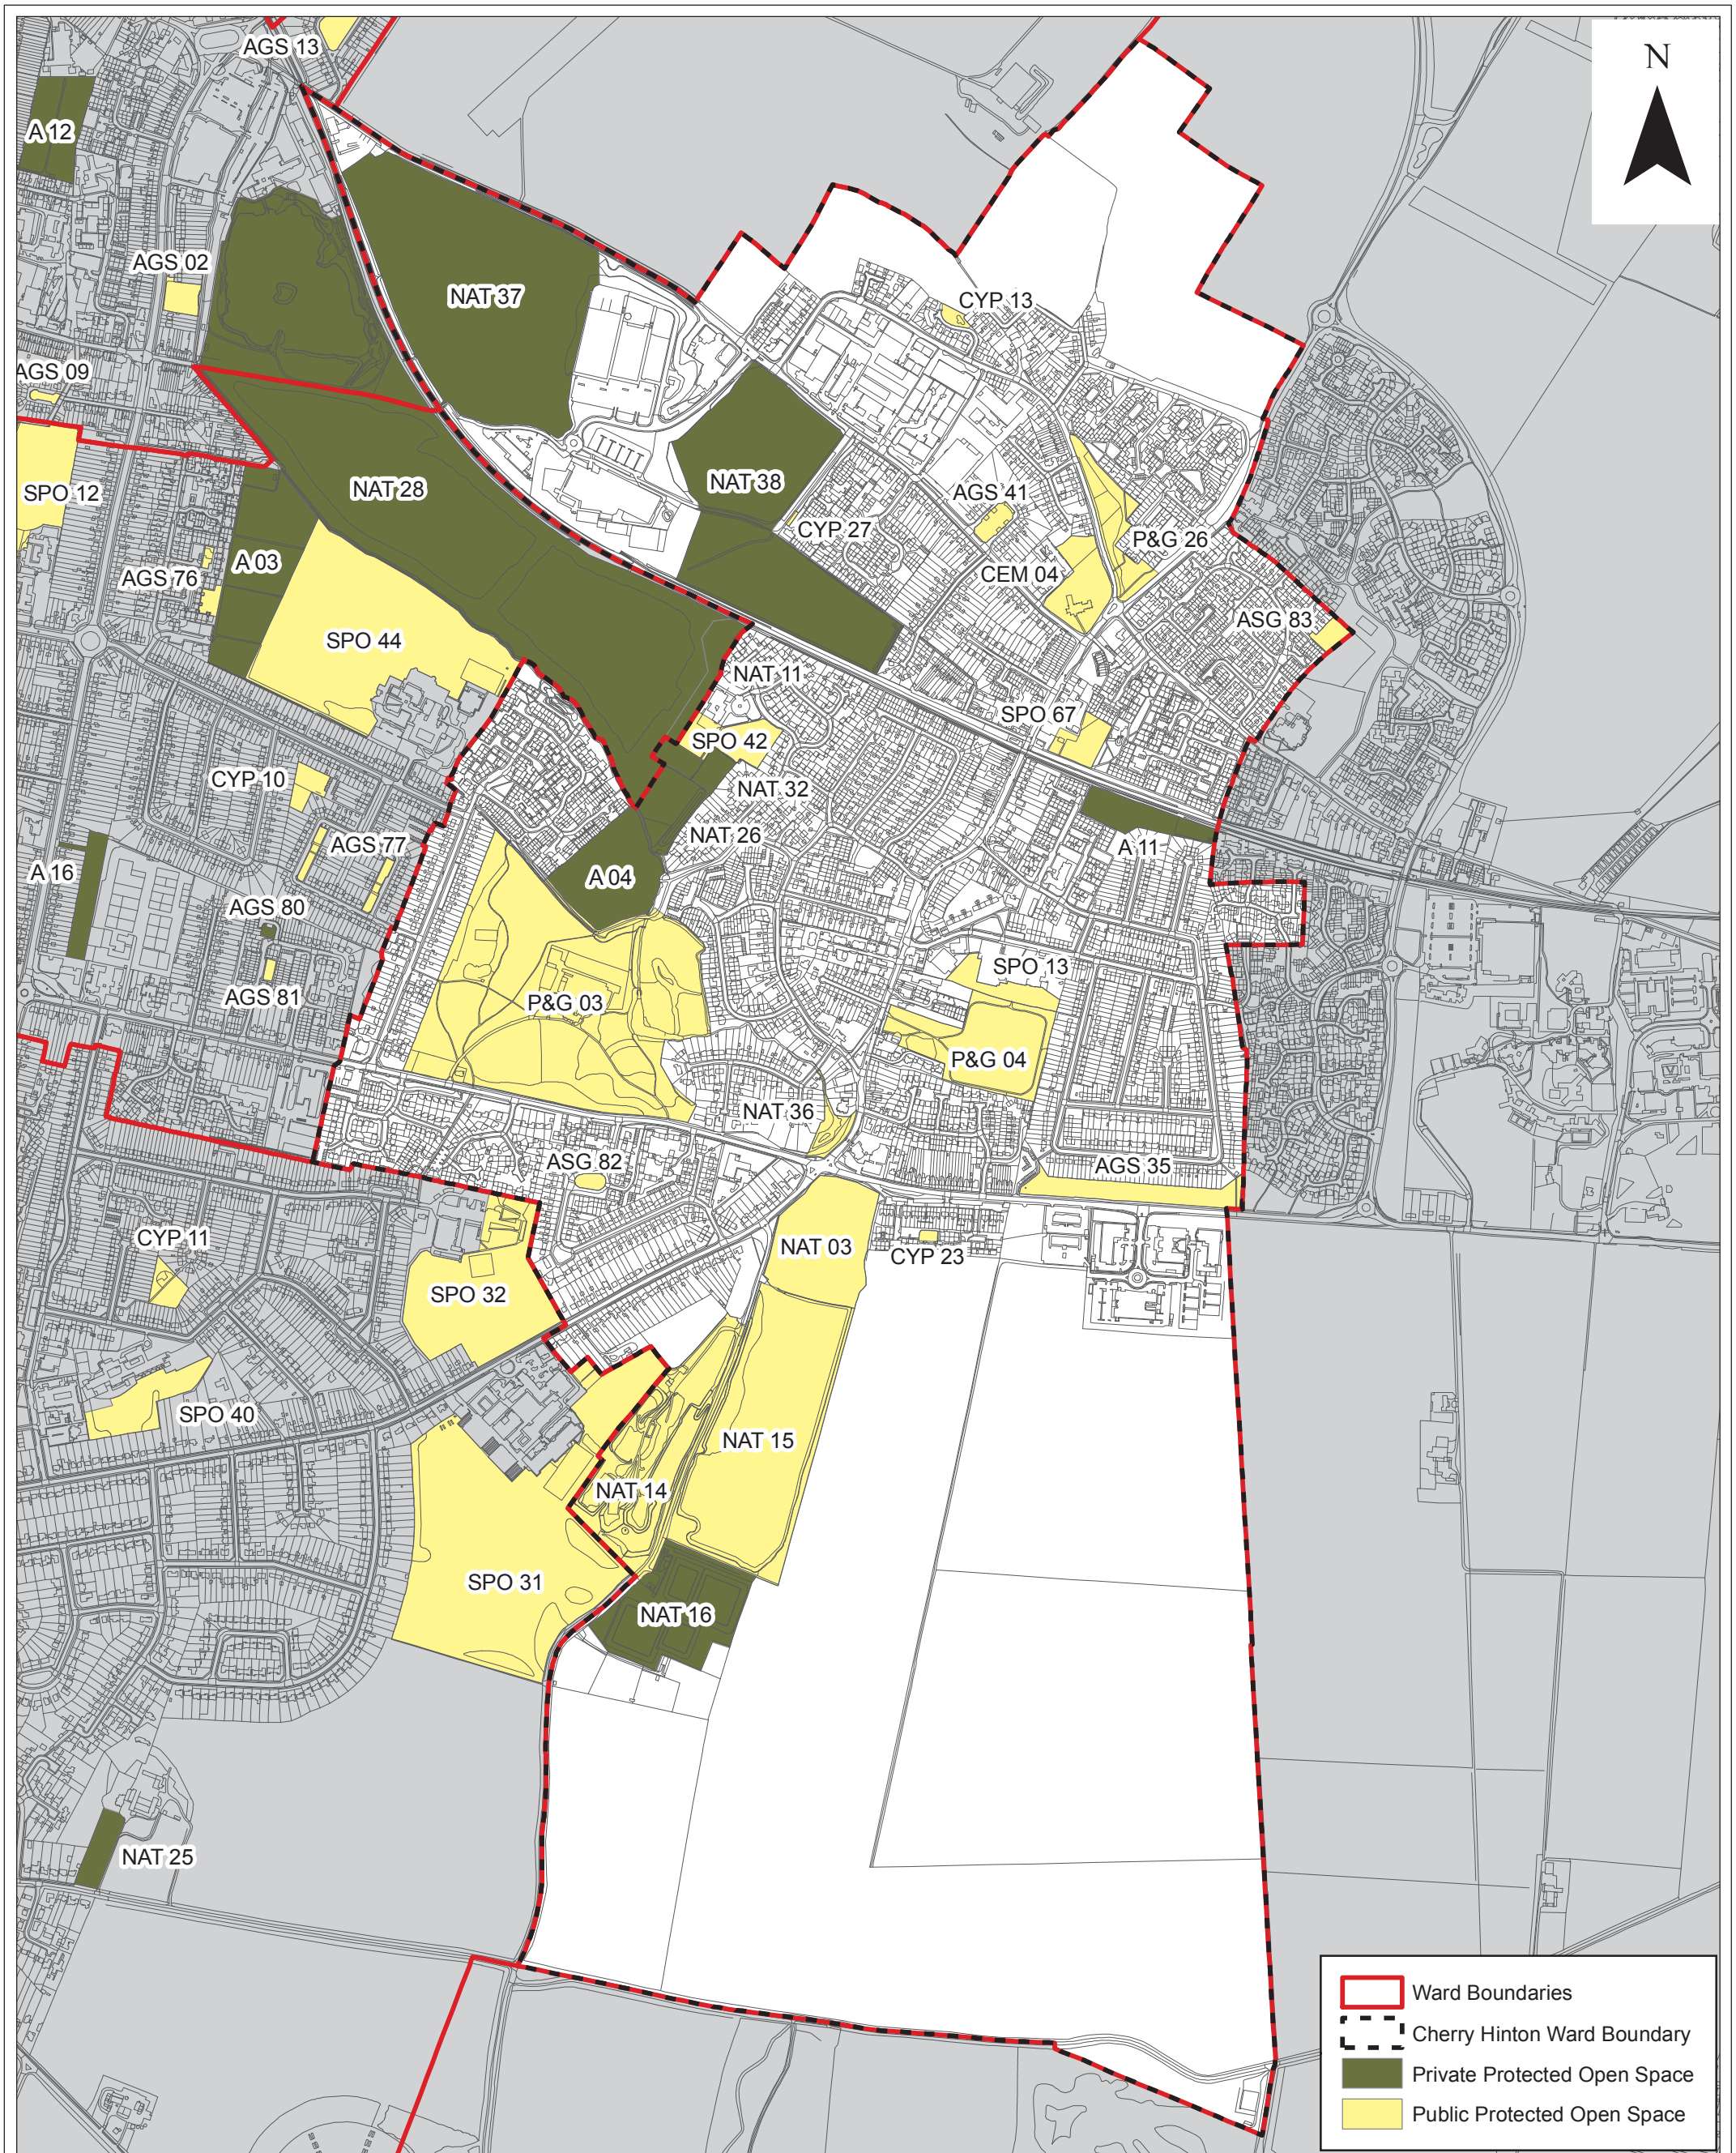 AGS 13
N
A 12
AGS 02
NAT 37
CYP 13
AGS 09
NAT 28
NAT 38
SPO 12
AGS 41
CYP 27
P&G 26
A 03
CEM 04
AGS 76
ASG 83
SPO 44
NAT 11
SPO 67
SPO 42
CYP 10
NAT 32
NAT 26
AGS 77
A 11
A 16
A 04
AGS 80
SPO 13
AGS 81
P&G 03
P&G 04
NAT 36
ASG 82
AGS 35
CYP 11
NAT 03
CYP 23
SPO 32
SPO 40
NAT 15
NAT 14
SPO 31
NAT 16
NAT 25
Ward Boundaries
Cherry Hinton Ward Boundary
Private Protected Open Space
Public Protected Open Space